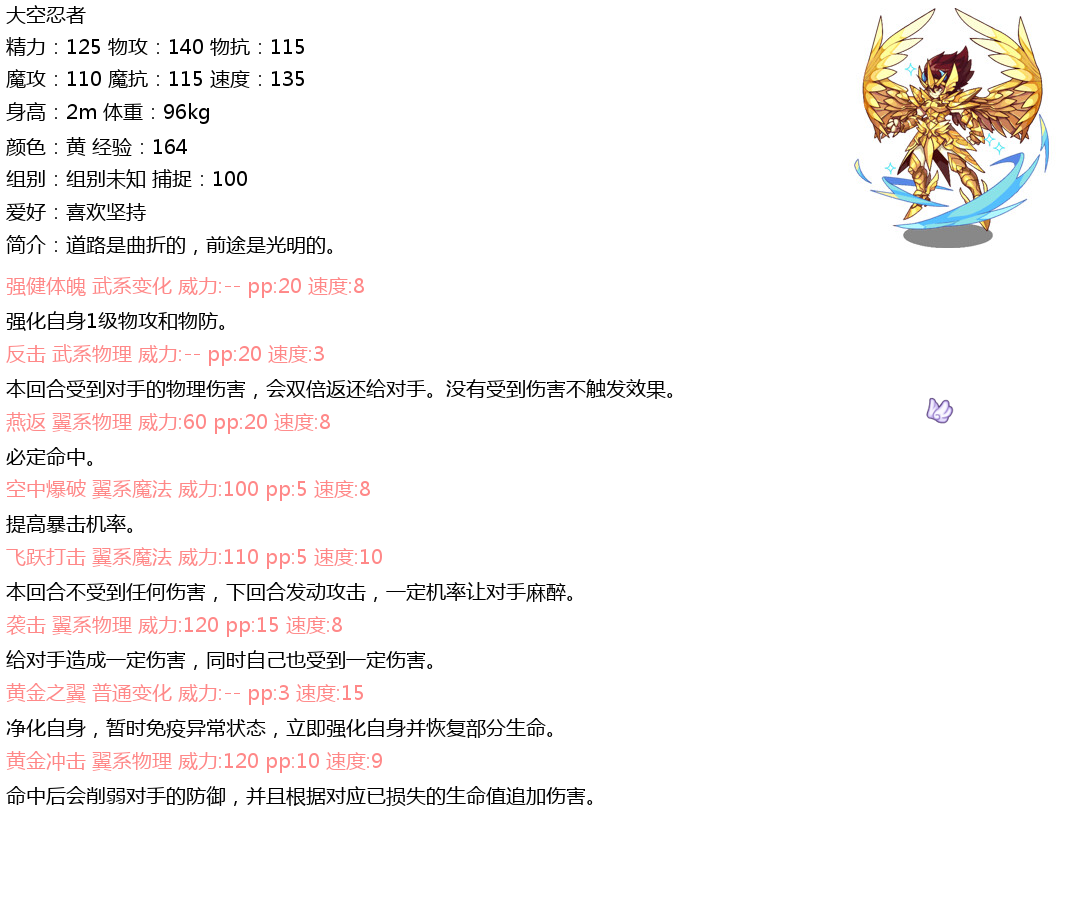 大空忍者
精力：125 物攻：140 物抗：115
魔攻：110 魔抗：115 速度：135
身高：2m 体重：96kg
颜色：黄 经验：164
组别：组别未知 捕捉：100
爱好：喜欢坚持
简介：道路是曲折的，前途是光明的。
强健体魄 武系变化 威力:-- pp:20 速度:8
强化自身1级物攻和物防。
反击 武系物理 威力:-- pp:20 速度:3
本回合受到对手的物理伤害，会双倍返还给对手。没有受到伤害不触发效果。
燕返 翼系物理 威力:60 pp:20 速度:8
必定命中。
空中爆破 翼系魔法 威力:100 pp:5 速度:8
提高暴击机率。
飞跃打击 翼系魔法 威力:110 pp:5 速度:10
本回合不受到任何伤害，下回合发动攻击，一定机率让对手麻醉。
袭击 翼系物理 威力:120 pp:15 速度:8
给对手造成一定伤害，同时自己也受到一定伤害。
黄金之翼 普通变化 威力:-- pp:3 速度:15
净化自身，暂时免疫异常状态，立即强化自身并恢复部分生命。
黄金冲击 翼系物理 威力:120 pp:10 速度:9
命中后会削弱对手的防御，并且根据对应已损失的生命值追加伤害。